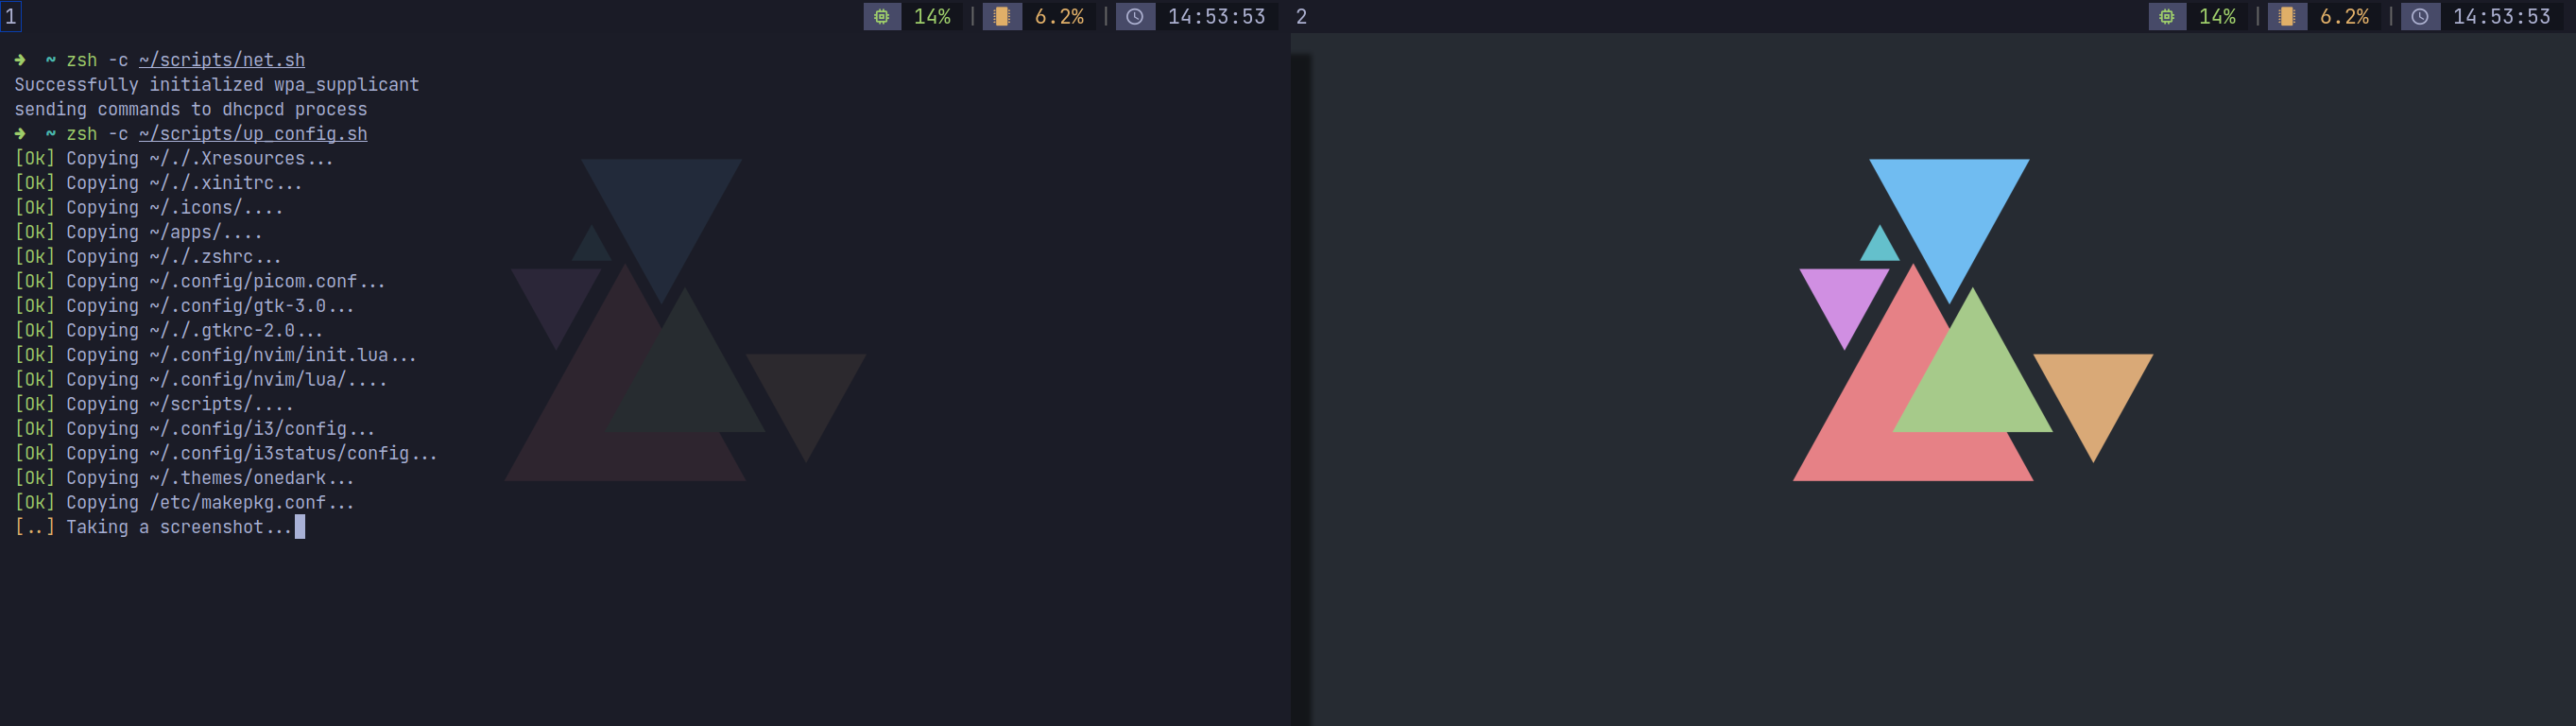 1 14% | 6.2% | 14:53:53 2 14% | 6.2% | 14:53:53
➜ ~ zsh -c ~/scripts/net.sh
Successfully initialized wpa_supplicant
sending commands to dhcpcd process
➜ ~ zsh -c ~/scripts/up_config.sh
[Ok] Copying ~/./.Xresources...
[Ok] Copying ~/./.xinitrc...
[Ok] Copying ~/.icons/....
[Ok] Copying ~/apps/....
[Ok] Copying ~/./.zshrc...
[Ok] Copying ~/.config/picom.conf...
[Ok] Copying ~/.config/gtk-3.0...
[Ok] Copying ~/./.gtkrc-2.0...
[Ok] Copying ~/.config/nvim/init.lua...
[Ok] Copying ~/.config/nvim/lua/....
[Ok] Copying ~/scripts/....
[Ok] Copying ~/.config/i3/config...
[Ok] Copying ~/.config/i3status/config...
[Ok] Copying ~/.themes/onedark...
[Ok] Copying /etc/makepkg.conf...
[..] Taking a screenshot...